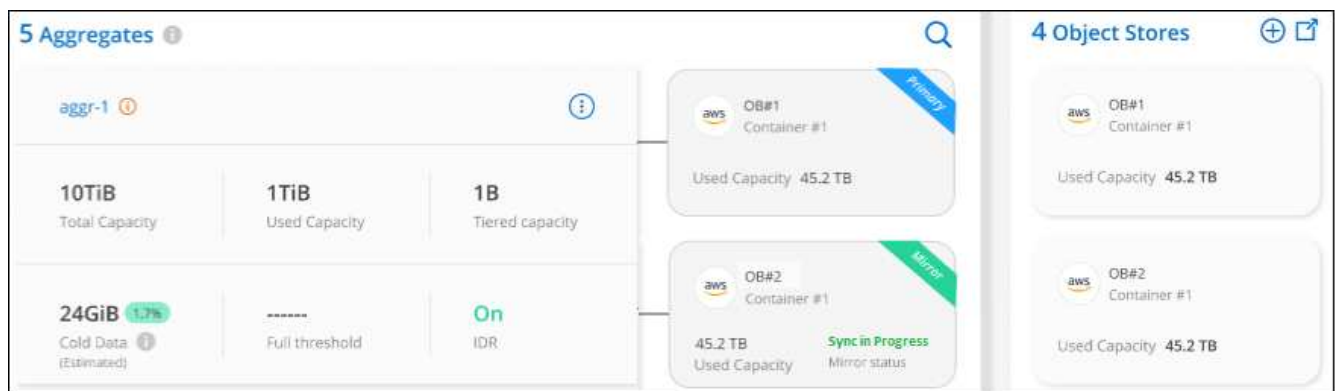 5 Aggregates
4 Object Stores
aggr-1
10TiB
Total Capacity
1TiB
Used Capacity
1B
Tiered capacity
24GiB 1.7%
Cold Data
(Estimated)
------
Full threshold
On
IDR
aws
OB#1
Container #1
Primary
Used Capacity 45.2 TB
aws
OB#2
Container #1
Mirror
45.2 TB
Used Capacity
Sync in Progress
Mirror status
aws
OB#1
Container #1
Used Capacity 45.2 TB
aws
OB#2
Container #1
Used Capacity 45.2 TB